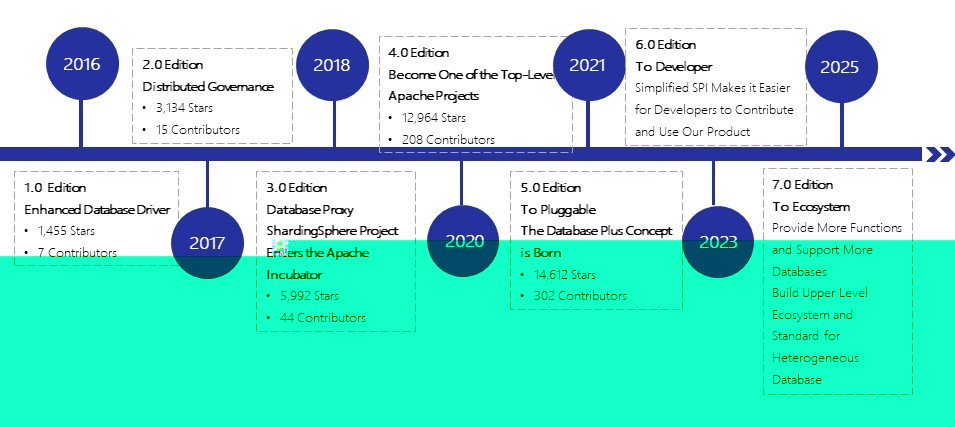 2016
1.0 Edition
Enhanced Database Driver
• 1,455 Stars
• 7 Contributors
2017
2.0 Edition
Distributed Governance
• 3,134 Stars
• 15 Contributors
2018
3.0 Edition
Database Proxy
ShardingSphere Project
Enters the Apache
Incubator
• 5,992 Stars
• 44 Contributors
2020
4.0 Edition
Become One of the Top-Level
Apache Projects
• 12,964 Stars
• 208 Contributors
2021
5.0 Edition
To Pluggable
The Database Plus Concept
is Born
• 14,612 Stars
• 302 Contributors
2023
6.0 Edition
To Developer
Simplified SPI Makes it Easier
for Developers to Contribute
and Use Our Product
2025
7.0 Edition
To Ecosystem
Provide More Functions
and Support More
Databases
Build Upper Level
Ecosystem and
Standard for
Heterogeneous
Database